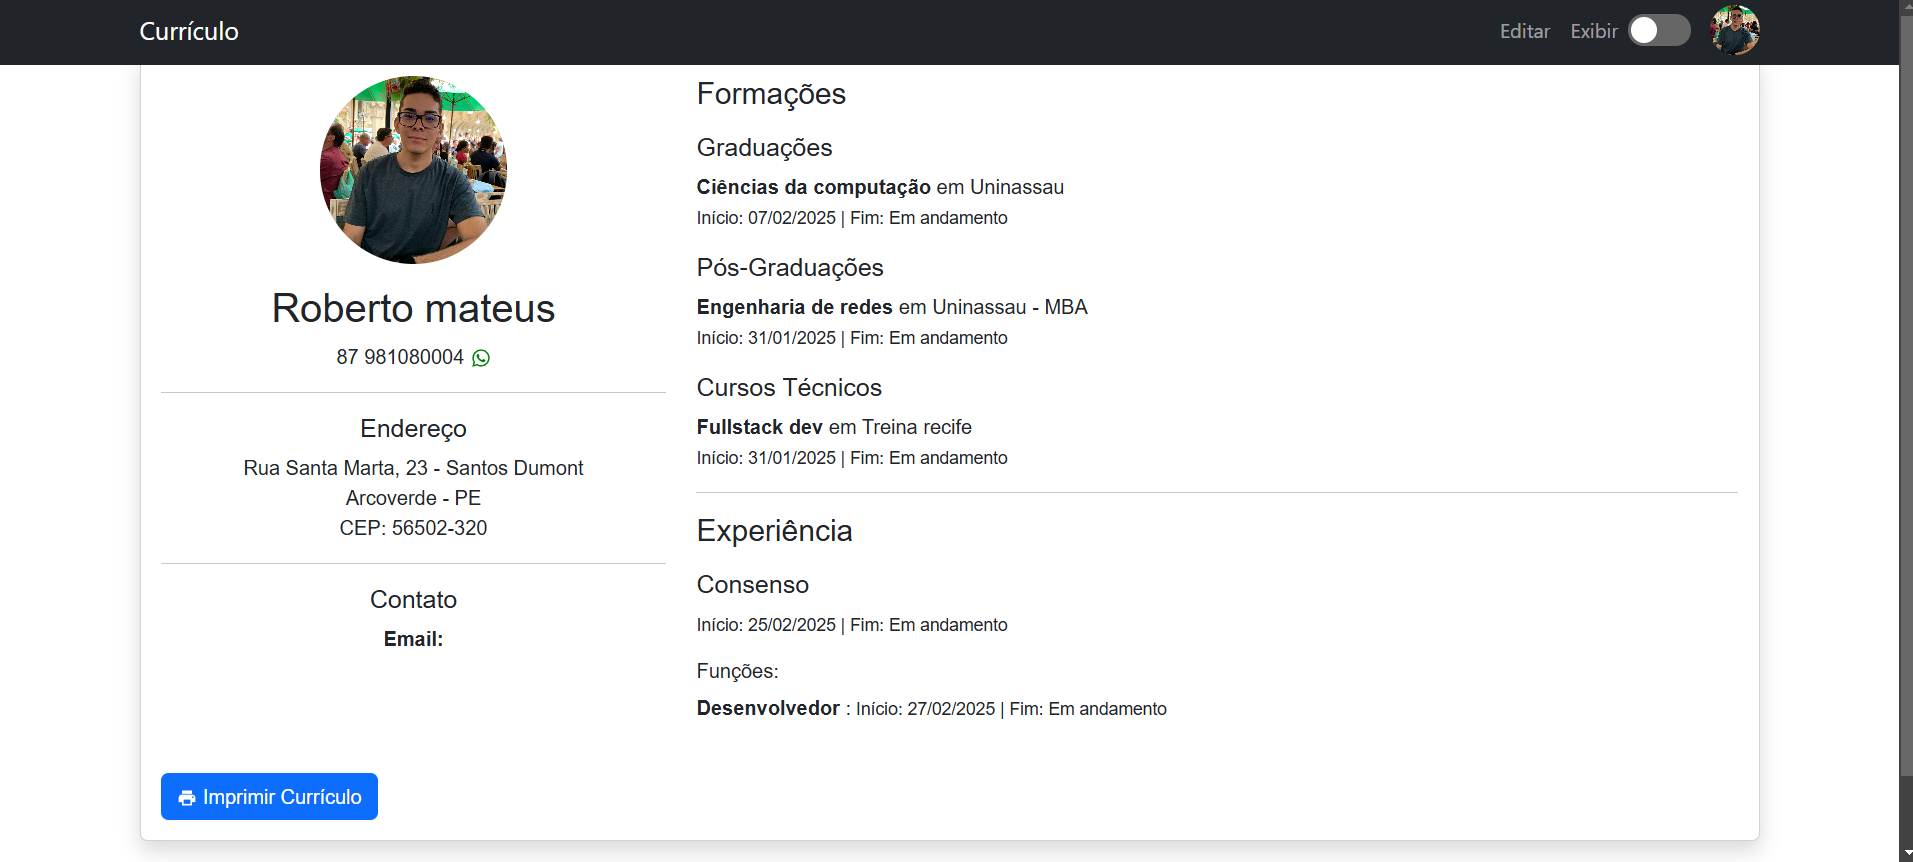 Currículo
Editar Exibir
Roberto mateus
87 981080004
Endereço
Rua Santa Marta, 23 - Santos Dumont
Arcoverde - PE
CEP: 56502-320
Contato
Email:
Formações
Graduações
Ciências da computação em Uninassau
Início: 07/02/2025 | Fim: Em andamento
Pós-Graduações
Engenharia de redes em Uninassau - MBA
Início: 31/01/2025 | Fim: Em andamento
Cursos Técnicos
Fullstack dev em Treina recife
Início: 31/01/2025 | Fim: Em andamento
Experiência
Consenso
Início: 25/02/2025 | Fim: Em andamento
Funções:
Desenvolvedor : Início: 27/02/2025 | Fim: Em andamento
Imprimir Currículo